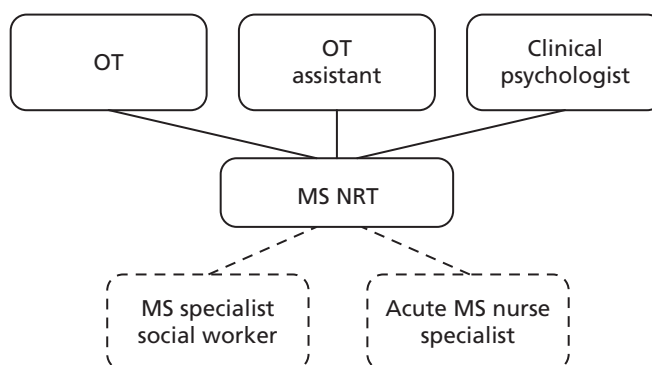 OT
OT
assistant
Clinical
psychologist
MS NRT
MS specialist
social worker
Acute MS nurse
specialist